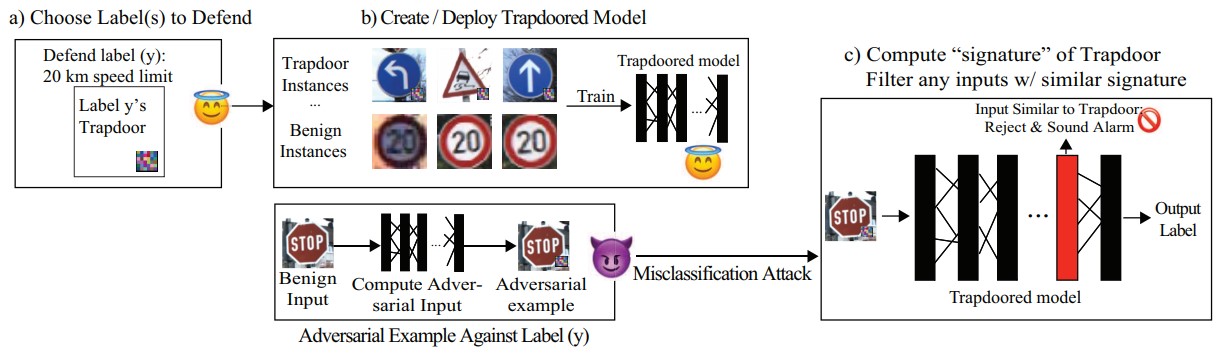 a) Choose Label(s) to Defend
Defend label (y):
20 km speed limit
Label y's
Trapdoor
b) Create / Deploy Trapdoored Model
Trapdoor
Instances
...
Benign
Instances
20
20
20
Train
Trapdoored model
...
STOP
Benign
Input
...
Compute Adver-
sarial Input
STOP
Adversarial
example
Adversarial Example Against Label (y)
Misclassification Attack
c) Compute “signature” of Trapdoor
Filter any inputs w/ similar signature
Input Similar to Trapdoor:
Reject & Sound Alarm
STOP
...
Output
Label
Trapdoored model